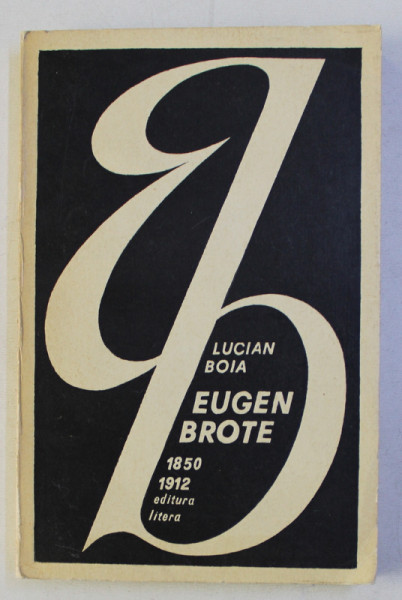 LUCIAN
BOIA
EUGEN
BROTE
1850
1912
editura
litera